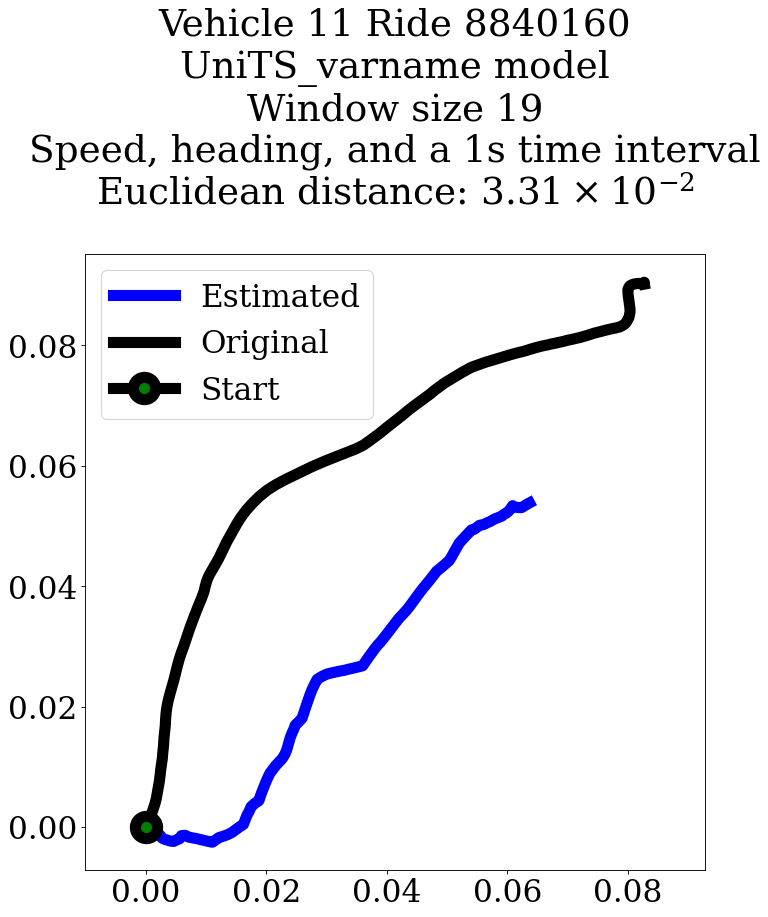 Vehicle 11 Ride 8840160
UniTS_varname model
Window size 19
Speed, heading, and a 1s time interval
Euclidean distance: 3.31 × 10⁻²
Estimated
Original
Start
0.08
0.06
0.04
0.02
0.00
0.00 0.02 0.04 0.06 0.08